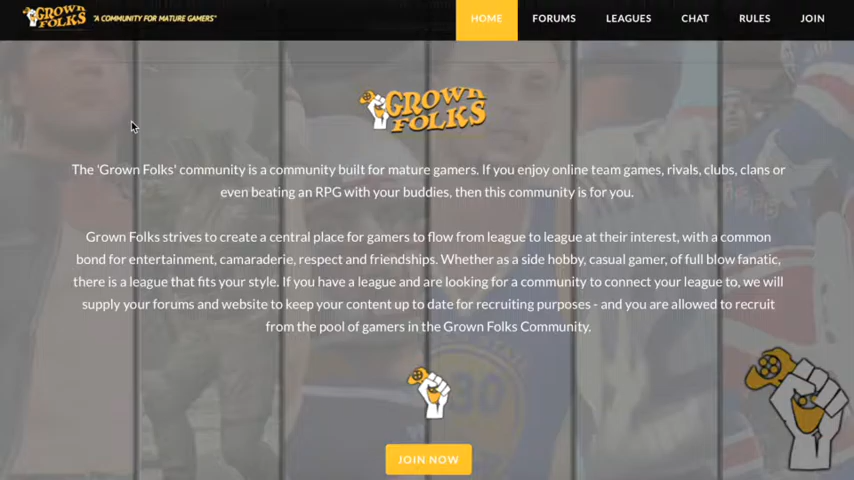 GROWN FOLKS "A COMMUNITY FOR MATURE GAMERS" HOME FORUMS LEAGUES CHAT RULES JOIN
GROWN
FOLKS
The 'Grown Folks' community is a community built for mature gamers. If you enjoy online team games, rivals, clubs, clans or
even beating an RPG with your buddies, then this community is for you.
Grown Folks strives to create a central place for gamers to flow from league to league at their interest, with a common
bond for entertainment, camaraderie, respect and friendships. Whether as a side hobby, casual gamer, of full blow fanatic,
there is a league that fits your style. If you have a league and are looking for a community to connect your league to, we will
supply your forums and website to keep your content up to date for recruiting purposes - and you are allowed to recruit
from the pool of gamers in the Grown Folks Community.
30
JOIN NOW